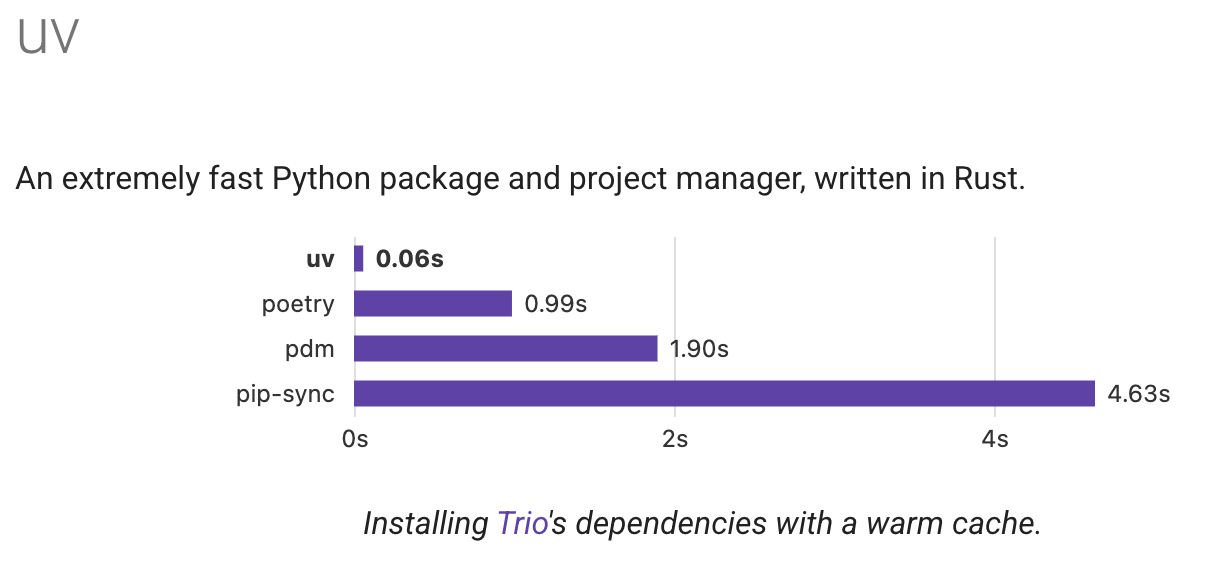 uv
An extremely fast Python package and project manager, written in Rust.
uv 0.06s
poetry 0.99s
pdm 1.90s
pip-sync 4.63s
0s 2s 4s
Installing Trio's dependencies with a warm cache.